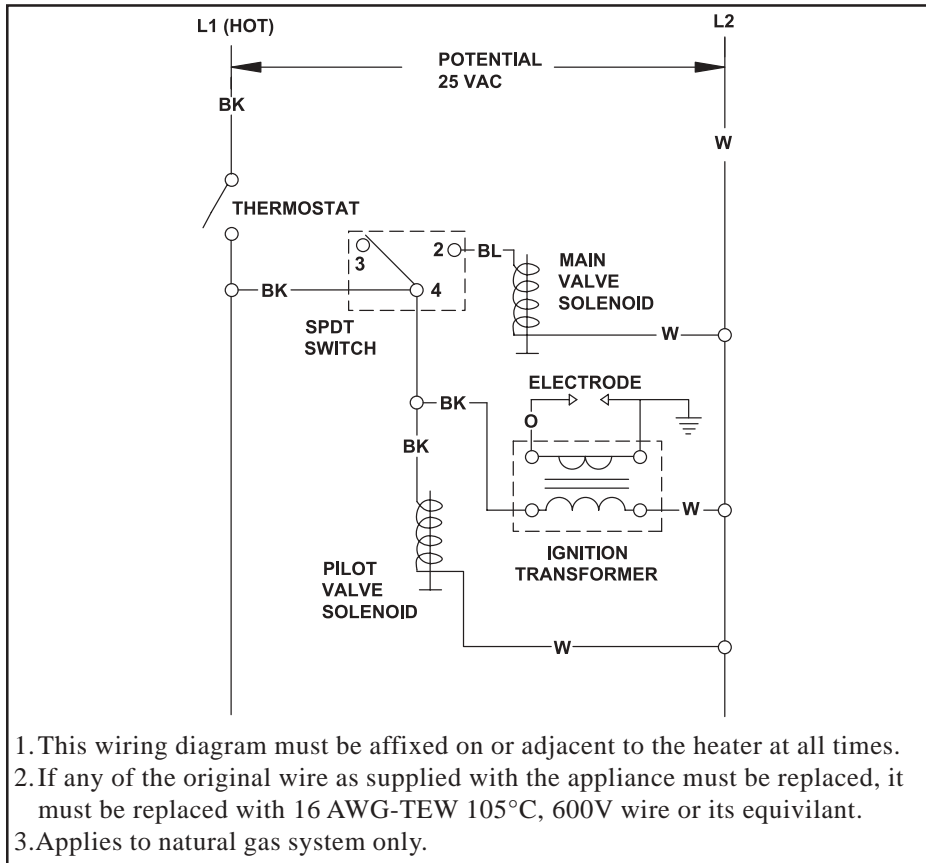 L1 (HOT)
L2
POTENTIAL
25 VAC
BK
W
THERMOSTAT
3
2
BL
MAIN
VALVE
SOLENOID
BK
4
SPDT
SWITCH
W
ELECTRODE
BK
O
BK
W
IGNITION
TRANSFORMER
PILOT
VALVE
SOLENOID
W
1.This wiring diagram must be affixed on or adjacent to the heater at all times.
2.If any of the original wire as supplied with the appliance must be replaced, it
must be replaced with 16 AWG-TEW 105°C, 600V wire or its equivilant.
3.Applies to natural gas system only.